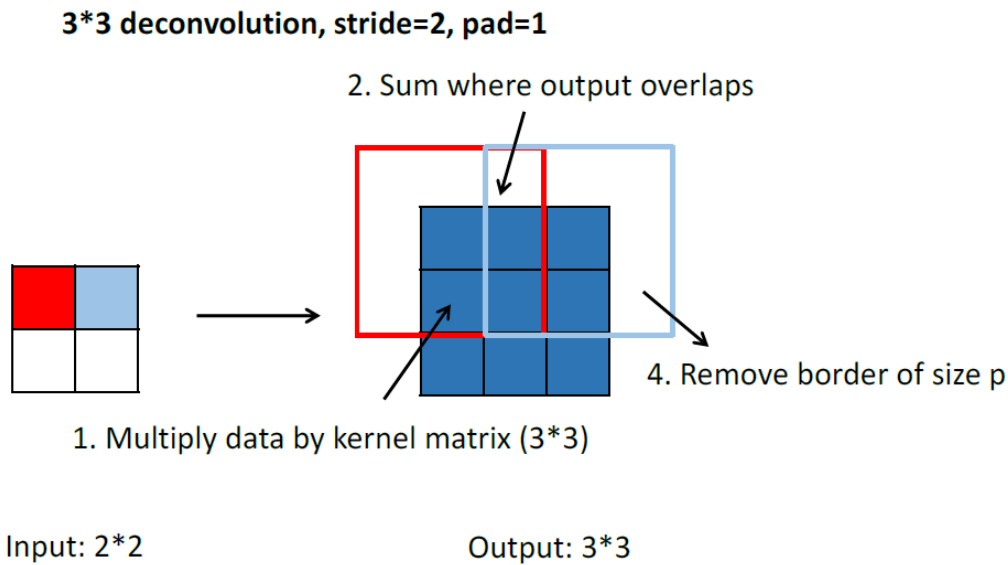 3*3 deconvolution, stride=2, pad=1
2. Sum where output overlaps
4. Remove border of size p
1. Multiply data by kernel matrix (3*3)
Input: 2*2
Output: 3*3